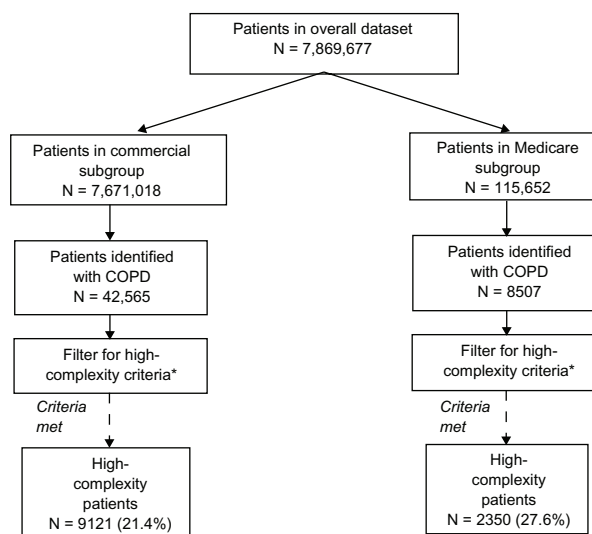 Patients in overall dataset
N = 7,869,677
Patients in commercial
subgroup
N = 7,671,018
Patients identified
with COPD
N = 42,565
Filter for high-
complexity criteria*
Criteria
met
High-
complexity
patients
N = 9121 (21.4%)
Patients in Medicare
subgroup
N = 115,652
Patients identified
with COPD
N = 8507
Filter for high-
complexity criteria*
Criteria
met
High-
complexity
patients
N = 2350 (27.6%)